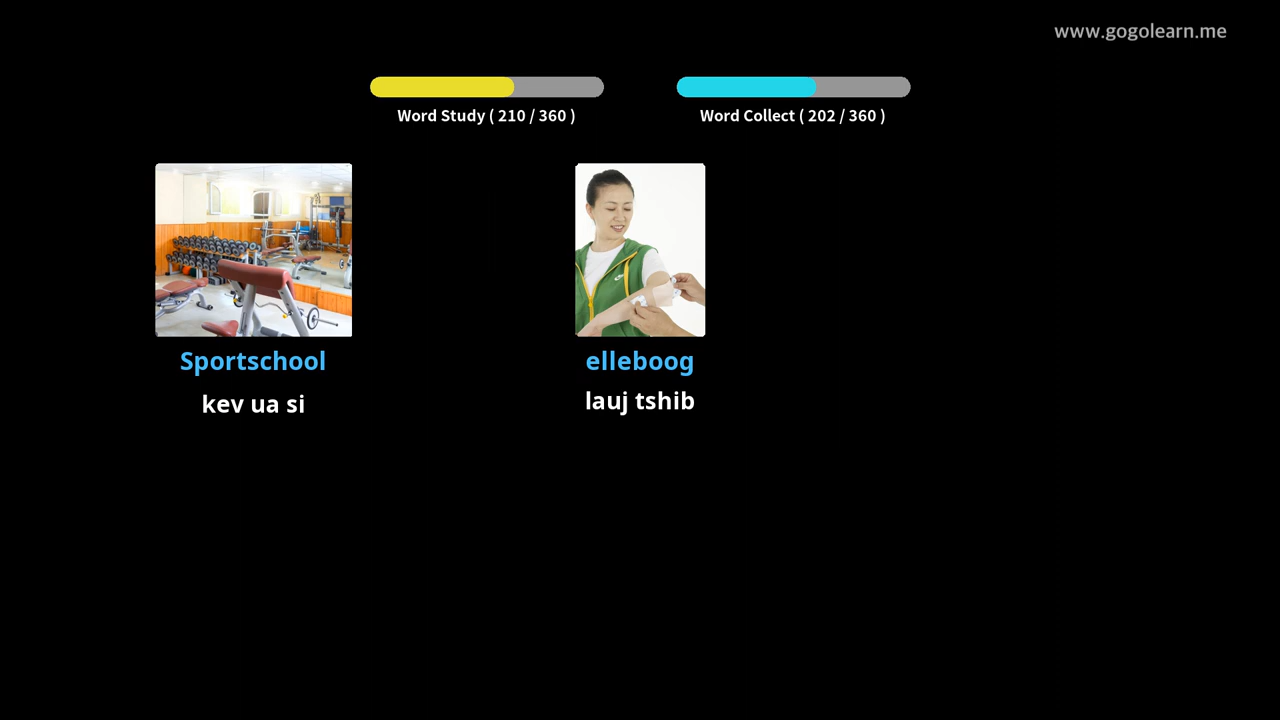 www.gogolearn.me
Word Study ( 210 / 360 )
Word Collect ( 202 / 360 )
Sportschool
elleboog
kev ua si
lauj tshib